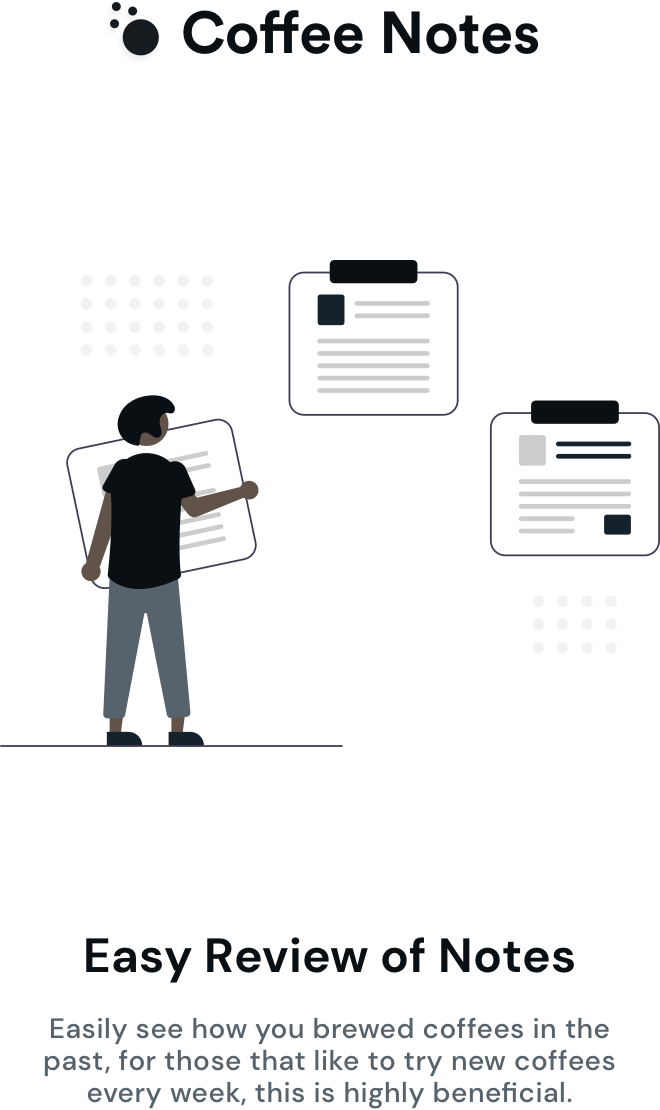 Coffee Notes
Easy Review of Notes
Easily see how you brewed coffees in the
past, for those that like to try new coffees
every week, this is highly beneficial.